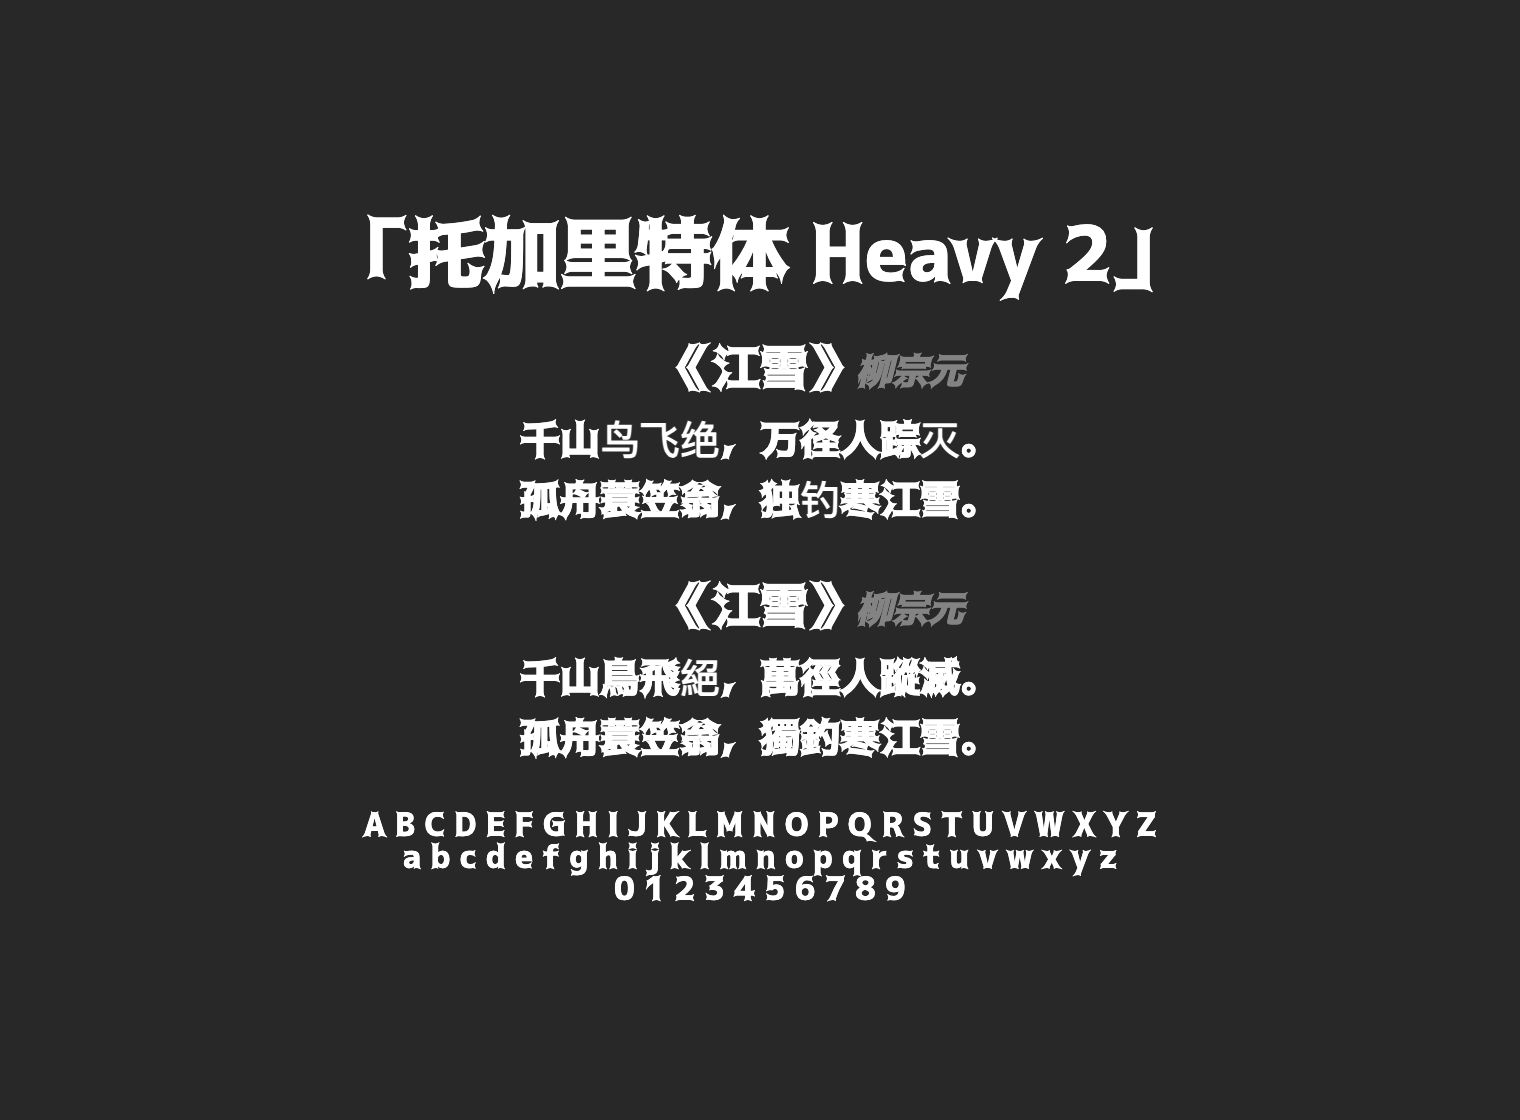 「托加里特体 Heavy 2」
《江雪》柳宗元
千山鸟飞绝，万径人踪灭。
孤舟蓑笠翁，独钓寒江雪。
《江雪》柳宗元
千山鳥飛絕，萬徑人蹤滅。
孤舟蓑笠翁，獨釣寒江雪。
A B C D E F G H I J K L M N O P Q R S T U V W X Y Z
a b c d e f g h i j k l m n o p q r s t u v w x y z
0 1 2 3 4 5 6 7 8 9